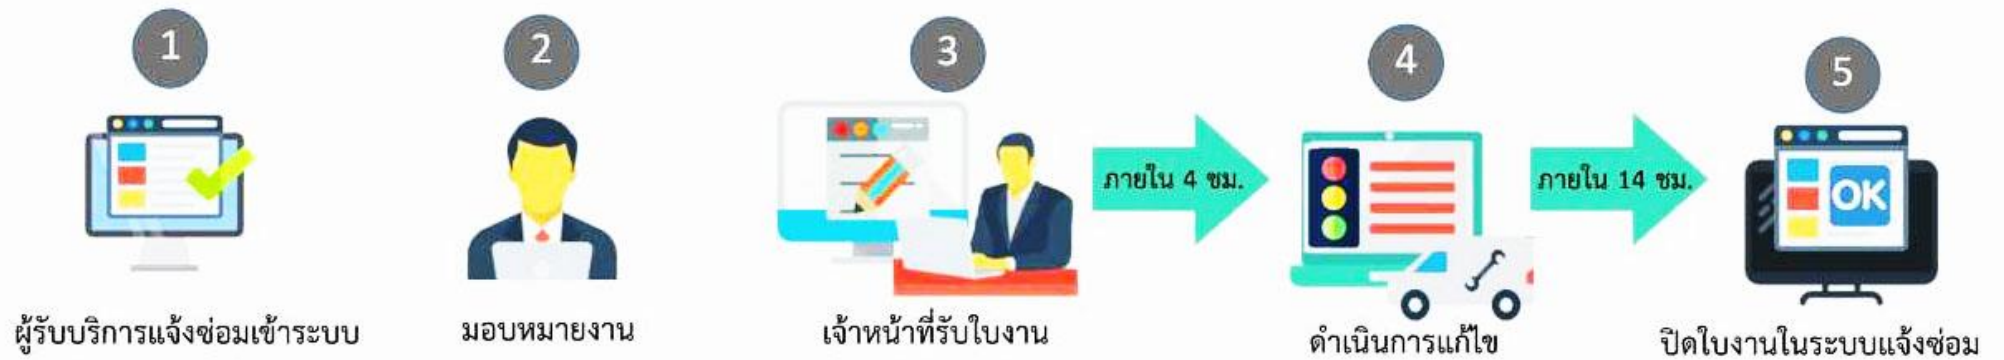 1
2
3
4
5
ภายใน 4 ชม.
ภายใน 14 ชม.
OK
ผู้รับบริการแจ้งซ่อมเข้าระบบ
มอบหมายงาน
เจ้าหน้าที่รับใบงาน
ดำเนินการแก้ไข
ปิดใบงานในระบบแจ้งซ่อม